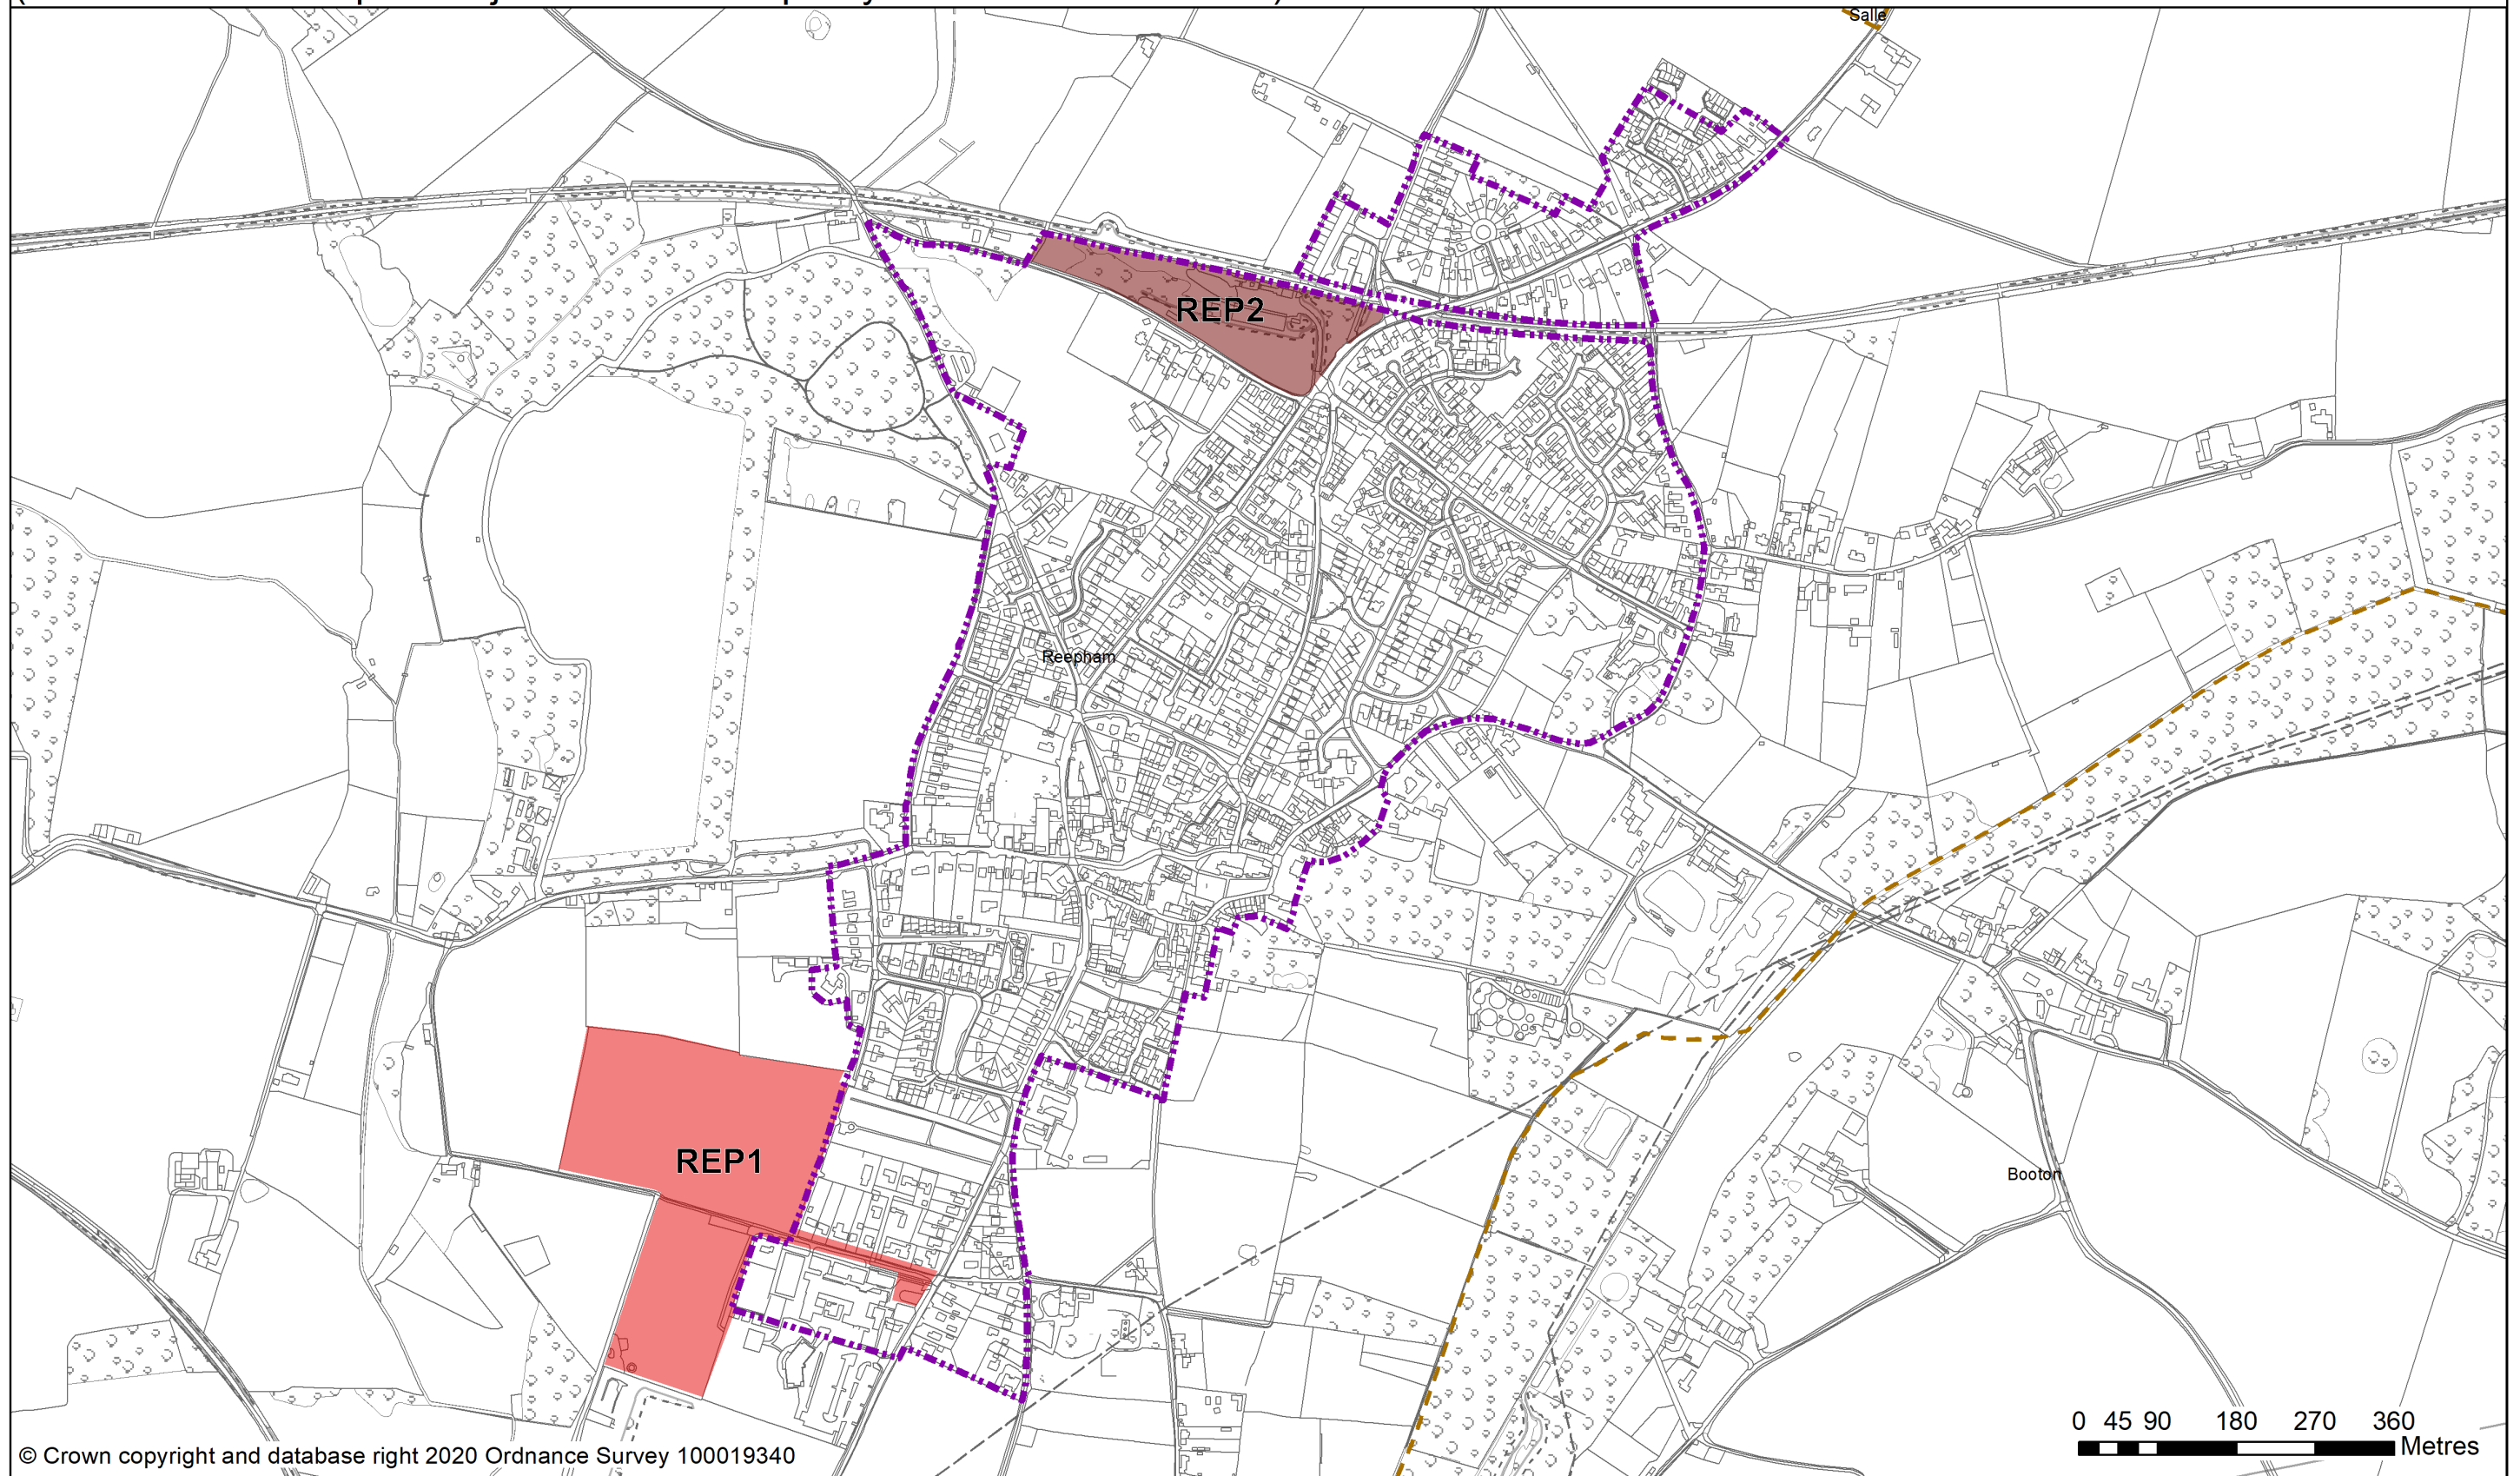 Salle
REP2
Reepham
REP1
Booton
0 45 90 180 270 360
Metres
© Crown copyright and database right 2020 Ordnance Survey 100019340